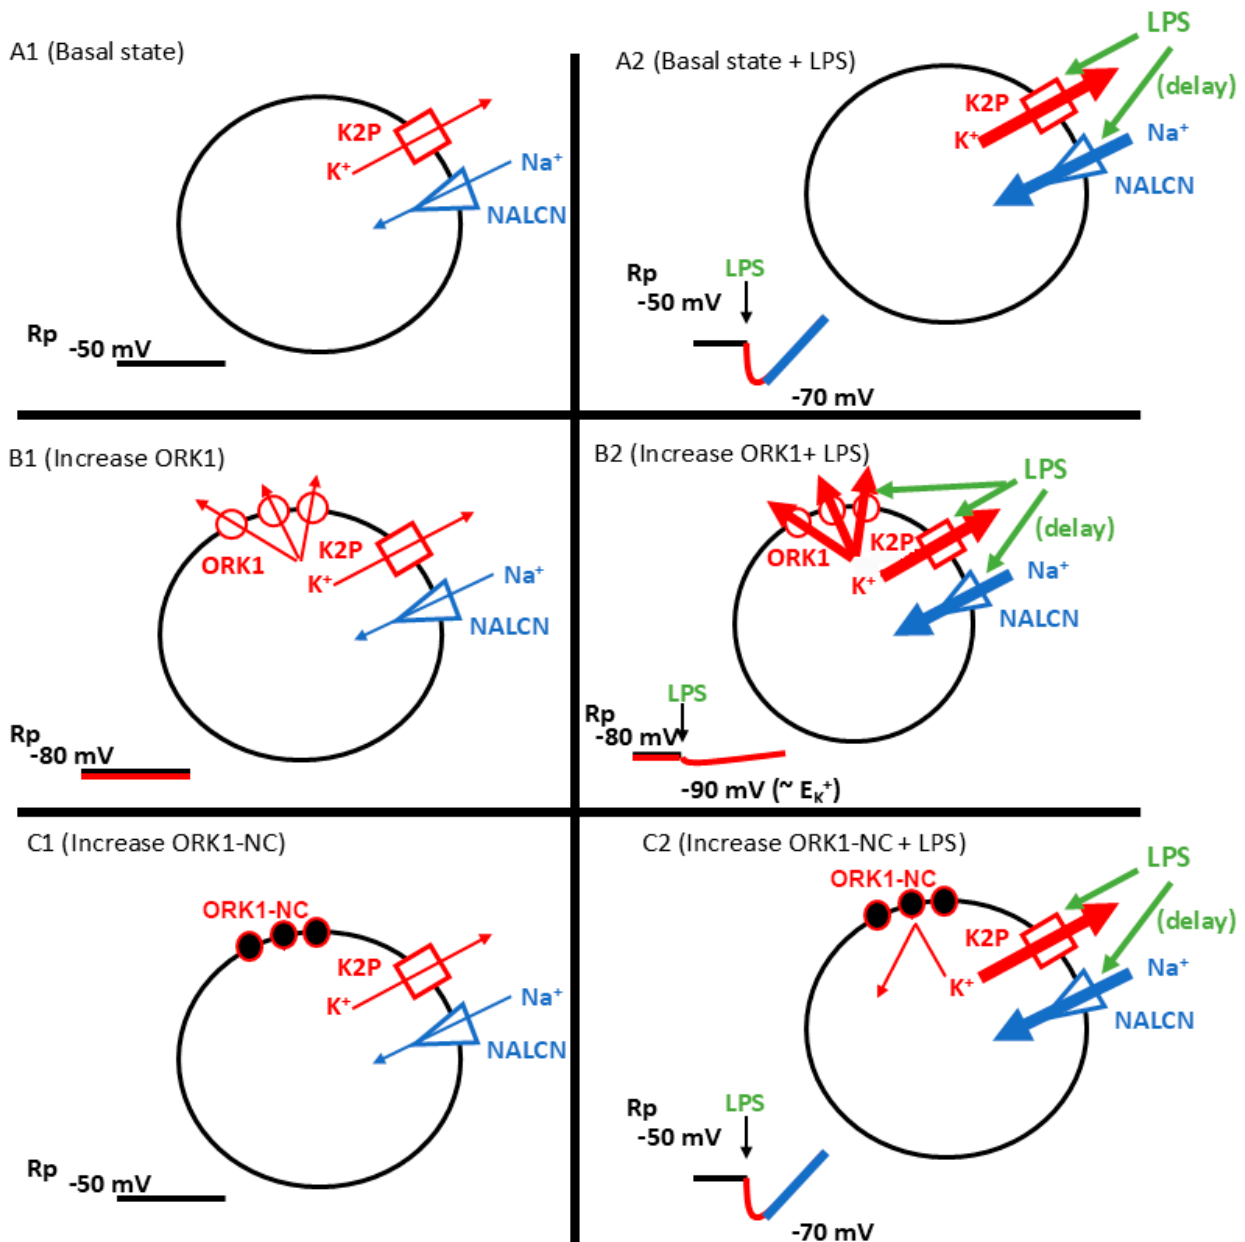 A1 (Basal state)
K2P
K⁺
Na⁺
NALCN
Rp
-50 mV
A2 (Basal state + LPS)
LPS
(delay)
K2P
K⁺
Na⁺
NALCN
Rp
LPS
-50 mV
-70 mV
B1 (Increase ORK1)
ORK1
K2P
K⁺
Na⁺
NALCN
Rp
-80 mV
B2 (Increase ORK1+ LPS)
LPS
(delay)
ORK1
K2P
K⁺
Na⁺
NALCN
LPS
Rp
-80 mV
-90 mV (~ E_K⁺)
C1 (Increase ORK1-NC)
ORK1-NC
K2P
K⁺
Na⁺
NALCN
Rp
-50 mV
C2 (Increase ORK1-NC + LPS)
LPS
ORK1-NC
(delay)
K2P
K⁺
Na⁺
NALCN
Rp
LPS
-50 mV
-70 mV